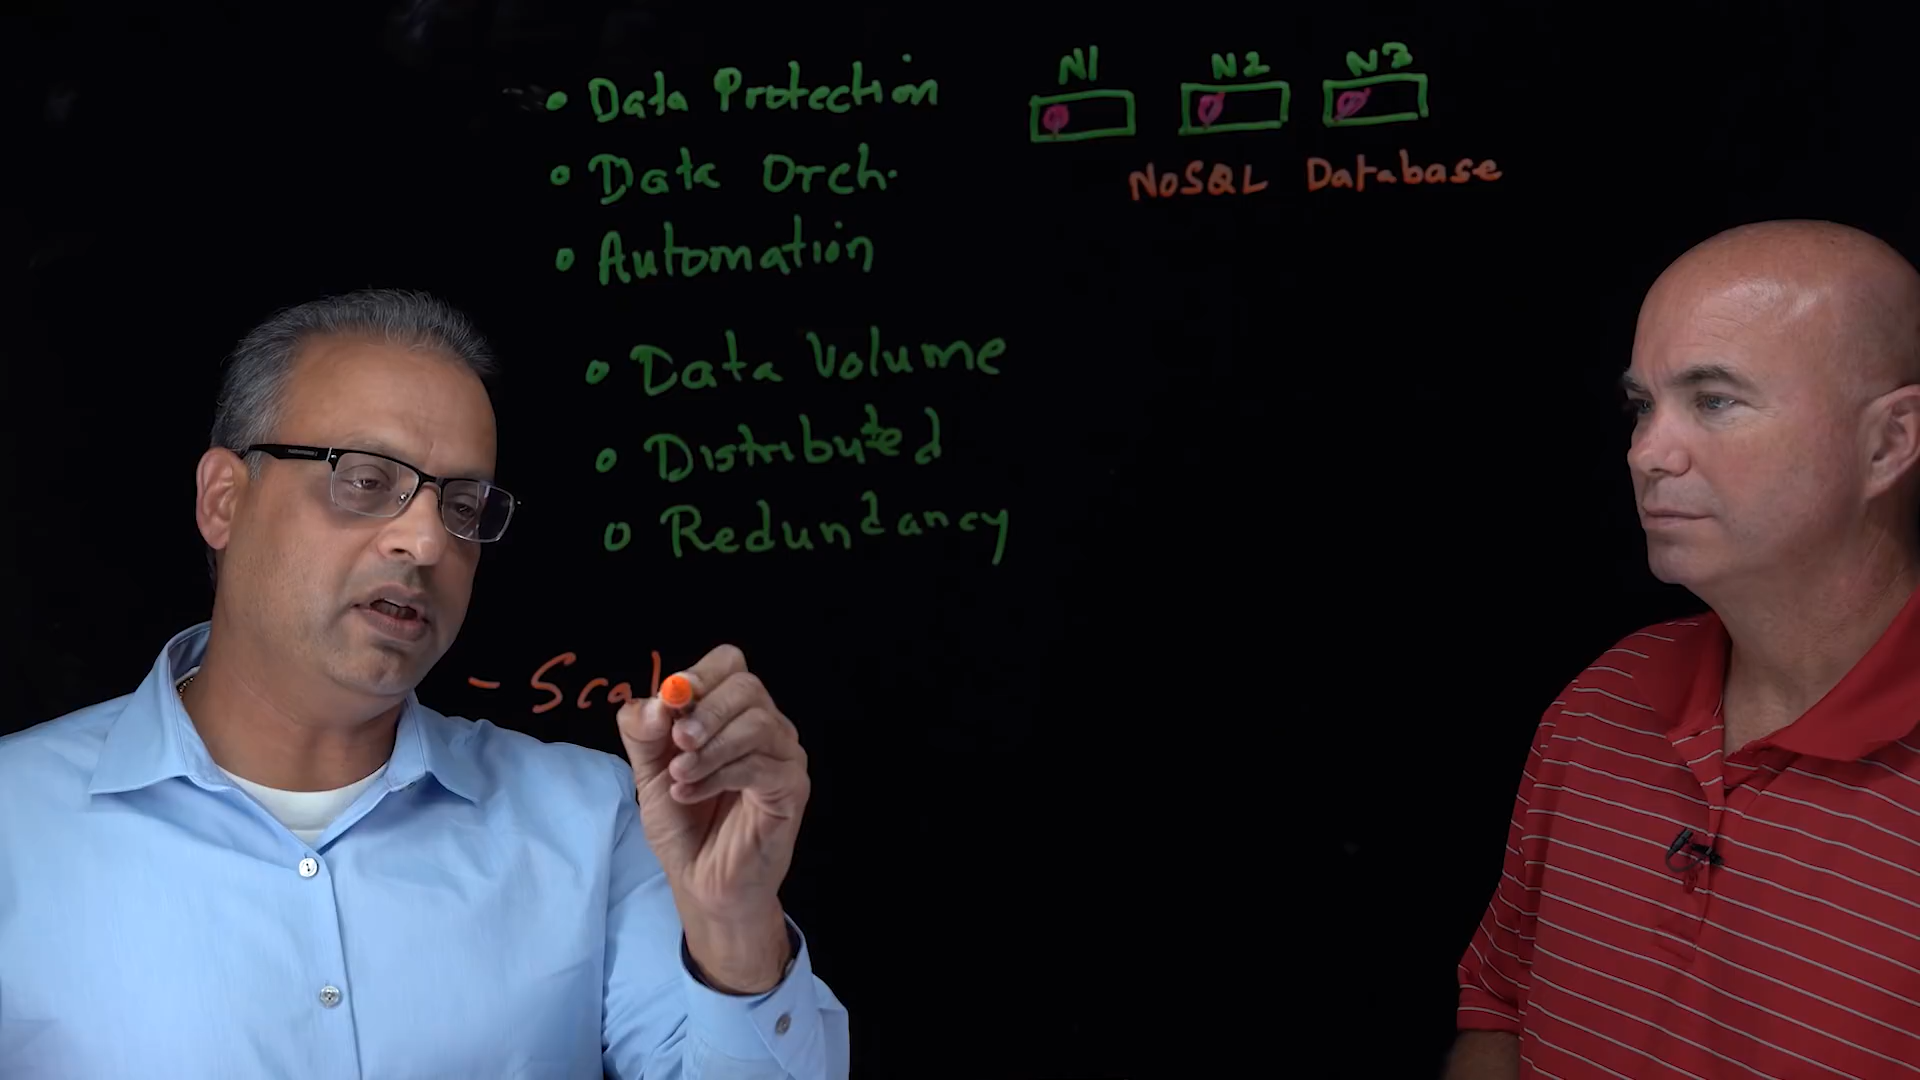 • Data Protection
• Data Orch.
• Automation
• Data Volume
• Distributed
• Redundancy
- Scal
N1 N2 N3
NoSQL Database